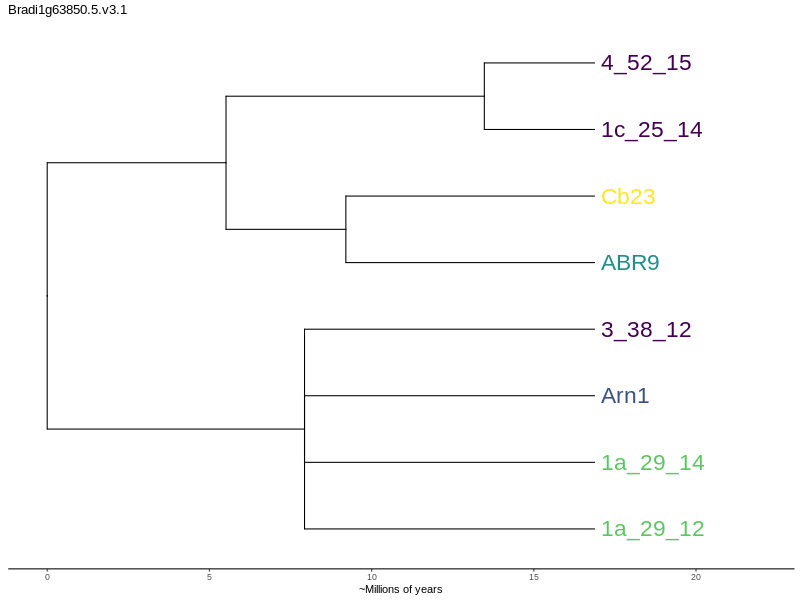 Bradi1g63850.5.v3.1
4_52_15
1c_25_14
Cb23
ABR9
3_38_12
Arn1
1a_29_14
1a_29_12
0 5 10 15 20
~Millions of years